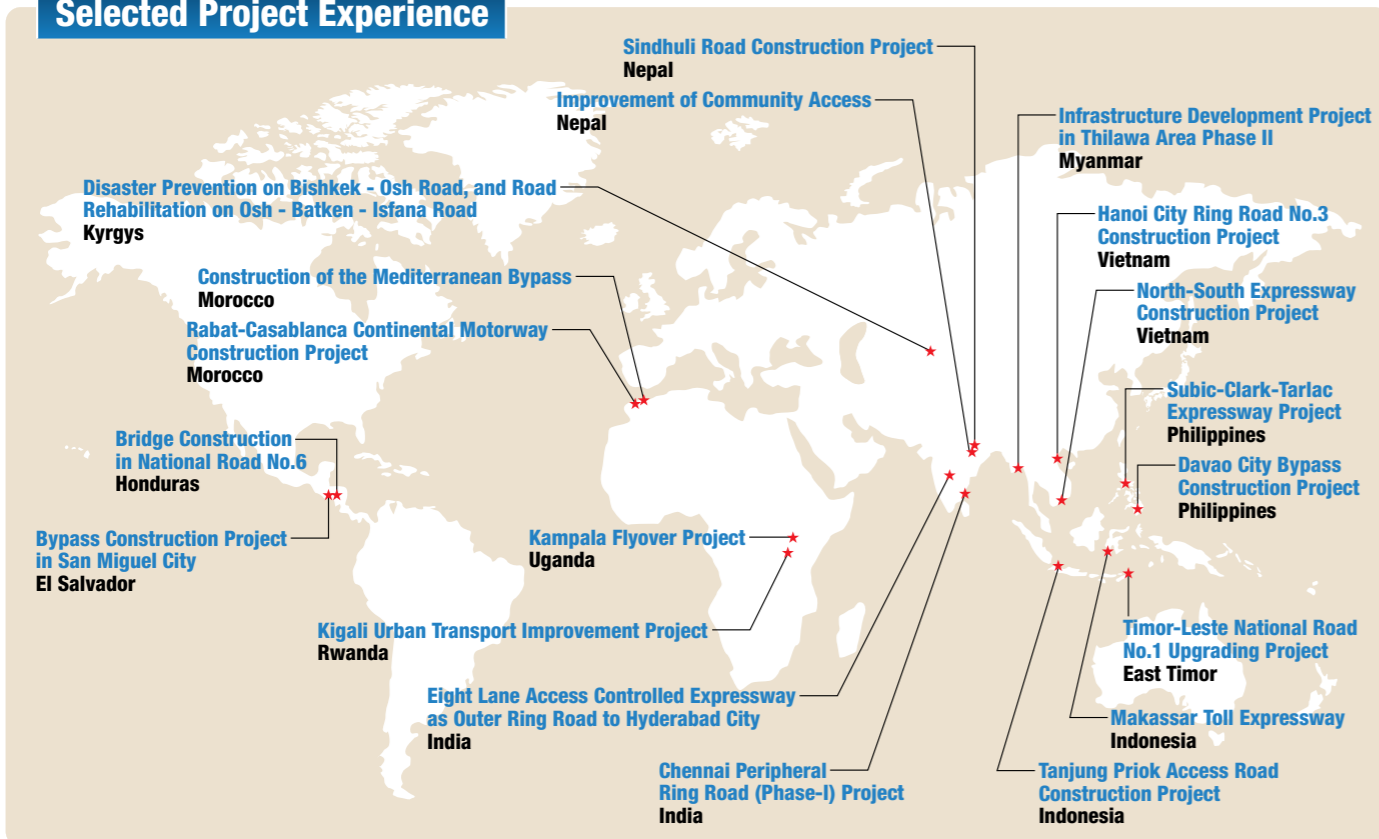 Selected Project Experience
Sindhuli Road Construction Project
Nepal
Improvement of Community Access
Nepal
Infrastructure Development Project
in Thilawa Area Phase II
Myanmar
Disaster Prevention on Bishkek - Osh Road, and Road
Rehabilitation on Osh - Batken - Isfana Road
Kyrgys
Hanoi City Ring Road No.3
Construction Project
Vietnam
Construction of the Mediterranean Bypass
Morocco
North-South Expressway
Construction Project
Vietnam
Rabat-Casablanca Continental Motorway
Construction Project
Morocco
Subic-Clark-Tarlac
Expressway Project
Philippines
Bridge Construction
in National Road No.6
Honduras
Davao City Bypass
Construction Project
Philippines
Bypass Construction Project
in San Miguel City
El Salvador
Kampala Flyover Project
Uganda
Kigali Urban Transport Improvement Project
Rwanda
Timor-Leste National Road
No.1 Upgrading Project
East Timor
Eight Lane Access Controlled Expressway
as Outer Ring Road to Hyderabad City
India
Makassar Toll Expressway
Indonesia
Chennai Peripheral
Ring Road (Phase-I) Project
India
Tanjung Priok Access Road
Construction Project
Indonesia